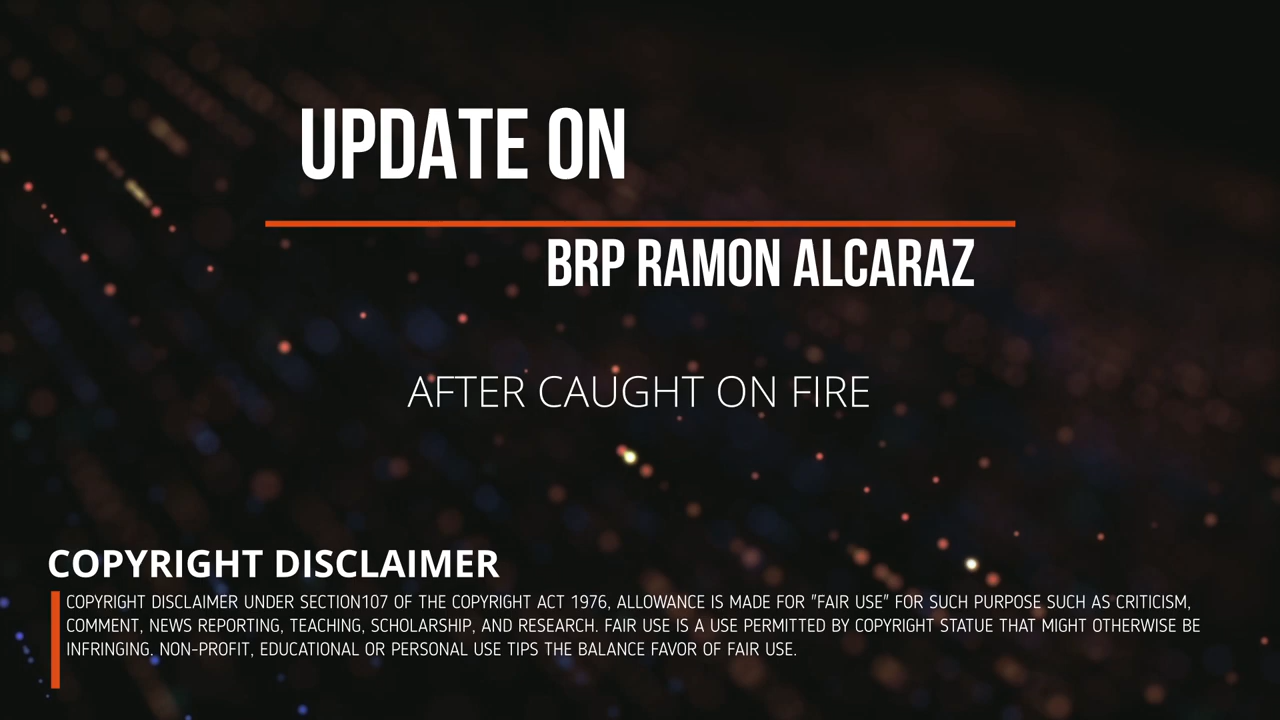 UPDATE ON
BRP RAMON ALCARAZ
AFTER CAUGHT ON FIRE
COPYRIGHT DISCLAIMER
COPYRIGHT DISCLAIMER UNDER SECTION107 OF THE COPYRIGHT ACT 1976, ALLOWANCE IS MADE FOR "FAIR USE" FOR SUCH PURPOSE SUCH AS CRITICISM,
COMMENT, NEWS REPORTING, TEACHING, SCHOLARSHIP, AND RESEARCH. FAIR USE IS A USE PERMITTED BY COPYRIGHT STATUE THAT MIGHT OTHERWISE BE
INFRINGING. NON-PROFIT, EDUCATIONAL OR PERSONAL USE TIPS THE BALANCE FAVOR OF FAIR USE.